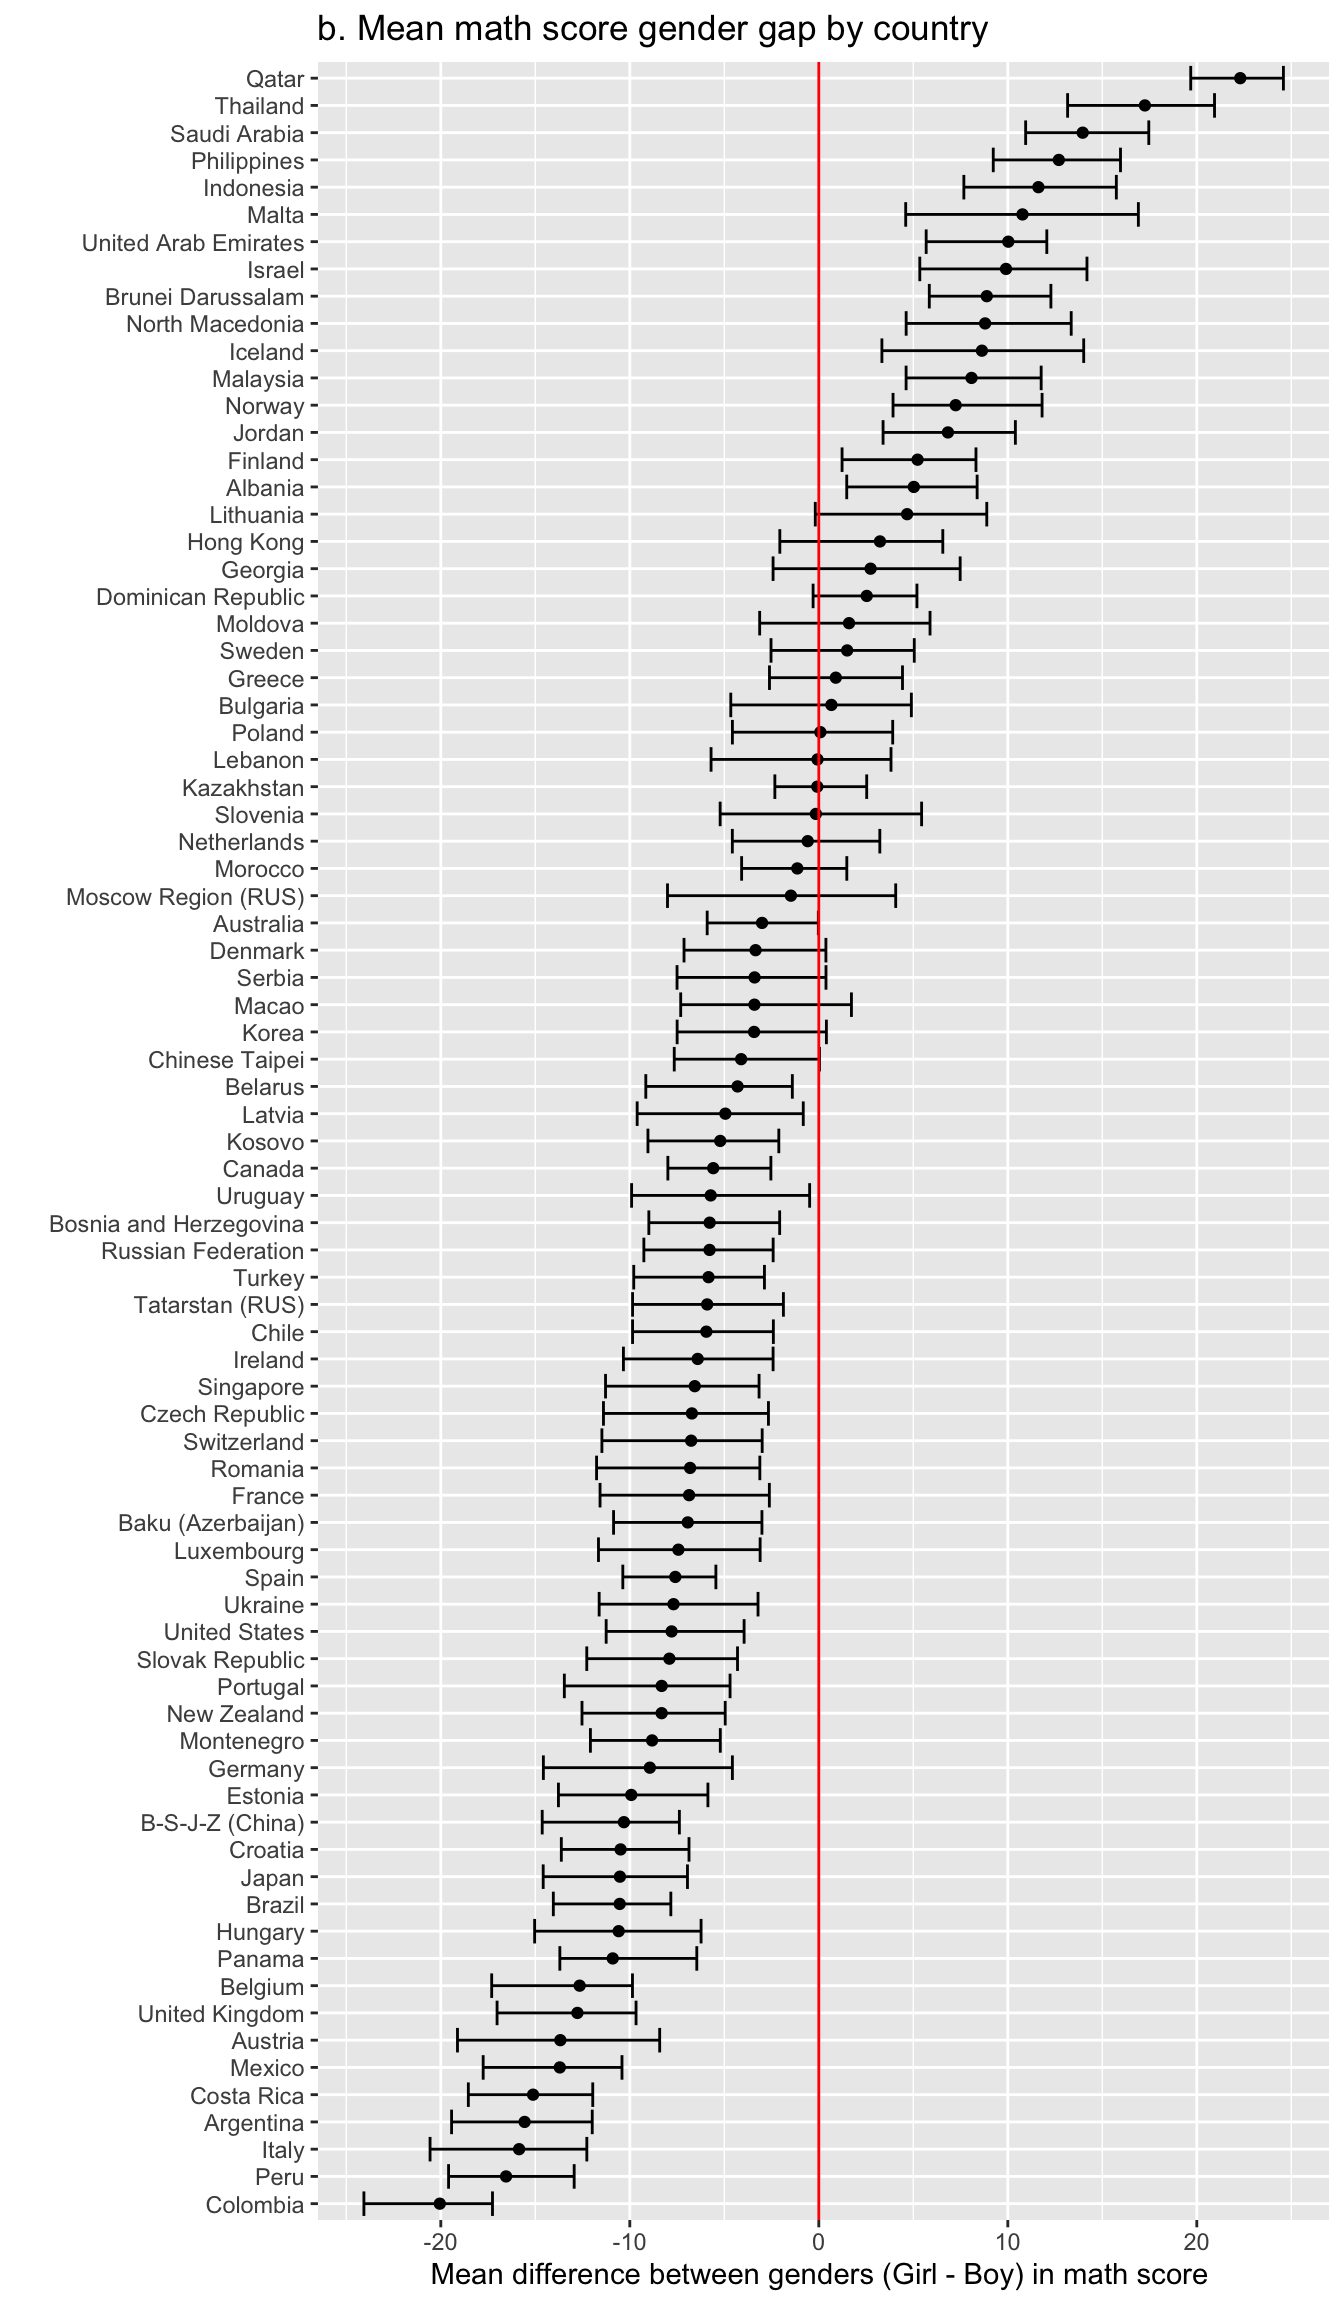 b. Mean math score gender gap by country
Qatar
Thailand
Saudi Arabia
Philippines
Indonesia
Malta
United Arab Emirates
Israel
Brunei Darussalam
North Macedonia
Iceland
Malaysia
Norway
Jordan
Finland
Albania
Lithuania
Hong Kong
Georgia
Dominican Republic
Moldova
Sweden
Greece
Bulgaria
Poland
Lebanon
Kazakhstan
Slovenia
Netherlands
Morocco
Moscow Region (RUS)
Australia
Denmark
Serbia
Macao
Korea
Chinese Taipei
Belarus
Latvia
Kosovo
Canada
Uruguay
Bosnia and Herzegovina
Russian Federation
Turkey
Tatarstan (RUS)
Chile
Ireland
Singapore
Czech Republic
Switzerland
Romania
France
Baku (Azerbaijan)
Luxembourg
Spain
Ukraine
United States
Slovak Republic
Portugal
New Zealand
Montenegro
Germany
Estonia
B-S-J-Z (China)
Croatia
Japan
Brazil
Hungary
Panama
Belgium
United Kingdom
Austria
Mexico
Costa Rica
Argentina
Italy
Peru
Colombia
-20 -10 0 10 20
Mean difference between genders (Girl - Boy) in math score